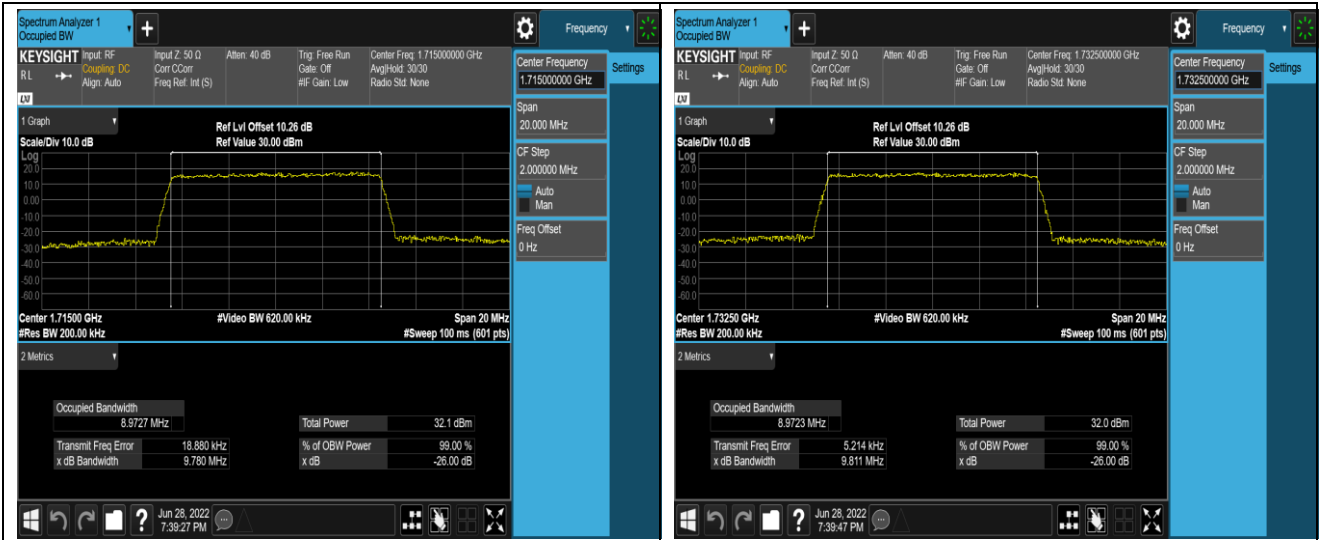 Spectrum Analyzer 1
Occupied BW
+
Frequency
KEYSIGHT
RL
Input: RF
Coupling: DC
Align: Auto
Input Z: 50 Ω
Corr CCorr
Freq Ref: Int (S)
Atten: 40 dB
Trig: Free Run
Gate: Off
#IF Gain: Low
Center Freq: 1.715000000 GHz
Avg|Hold: 30/30
Radio Std: None
Center Frequency
1.715000000 GHz
Settings
Span
20.000 MHz
CF Step
2.000000 MHz
Auto
Man
Freq Offset
0 Hz
1 Graph
Scale/Div 10.0 dB
Ref Lvl Offset 10.26 dB
Ref Value 30.00 dBm
Log
20.0
10.0
0.00
-10.0
-20.0
-30.0
-40.0
-50.0
-60.0
Center 1.71500 GHz
#Video BW 620.00 kHz
Span 20 MHz
#Res BW 200.00 kHz
#Sweep 100 ms (601 pts)
2 Metrics
Occupied Bandwidth
8.9727 MHz
Total Power 32.1 dBm
Transmit Freq Error 18.880 kHz
% of OBW Power 99.00 %
x dB Bandwidth 9.780 MHz
x dB -26.00 dB
?
Jun 28, 2022
7:39:27 PM
Spectrum Analyzer 1
Occupied BW
+
Frequency
KEYSIGHT
RL
Input: RF
Coupling: DC
Align: Auto
Input Z: 50 Ω
Corr CCorr
Freq Ref: Int (S)
Atten: 40 dB
Trig: Free Run
Gate: Off
#IF Gain: Low
Center Freq: 1.732500000 GHz
Avg|Hold: 30/30
Radio Std: None
Center Frequency
1.732500000 GHz
Settings
Span
20.000 MHz
CF Step
2.000000 MHz
Auto
Man
Freq Offset
0 Hz
1 Graph
Scale/Div 10.0 dB
Ref Lvl Offset 10.26 dB
Ref Value 30.00 dBm
Log
20.0
10.0
0.00
-10.0
-20.0
-30.0
-40.0
-50.0
-60.0
Center 1.73250 GHz
#Video BW 620.00 kHz
Span 20 MHz
#Res BW 200.00 kHz
#Sweep 100 ms (601 pts)
2 Metrics
Occupied Bandwidth
8.9723 MHz
Total Power 32.0 dBm
Transmit Freq Error 5.214 kHz
% of OBW Power 99.00 %
x dB Bandwidth 9.811 MHz
x dB -26.00 dB
?
Jun 28, 2022
7:39:47 PM